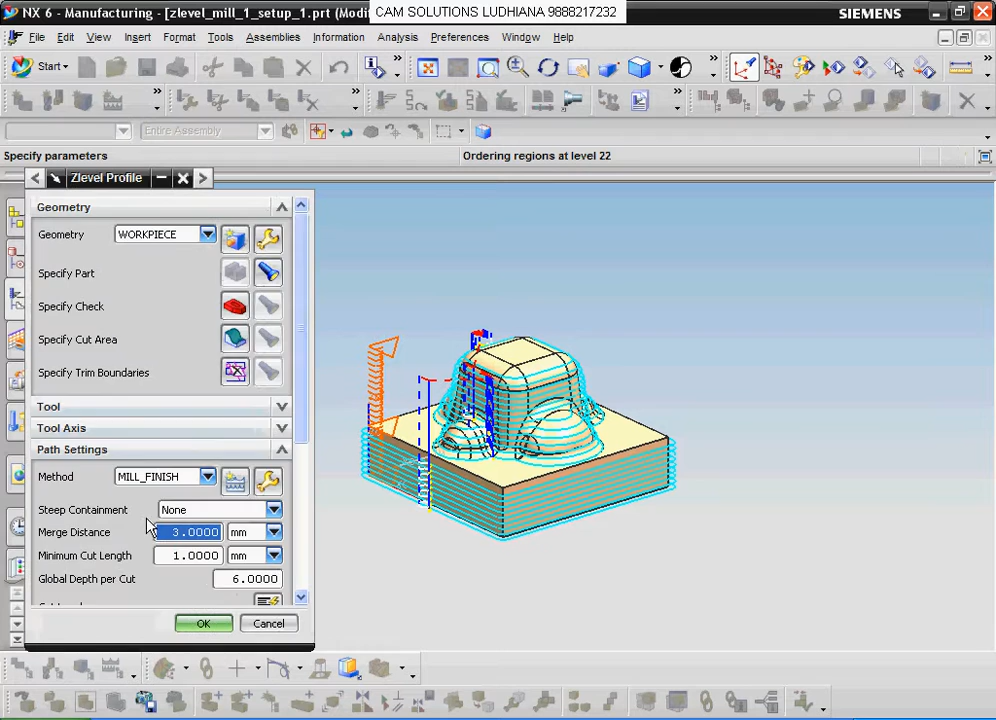 NX 6 - Manufacturing - [zlevel_mill_1_setup_1.prt (Modi
CAM SOLUTIONS LUDHIANA 9888217232
SIEMENS
File Edit View Insert Format Tools Assemblies Information Analysis Preferences Window Help
Start
Entire Assembly
Specify parameters
Ordering regions at level 22
Zlevel Profile
Geometry
Geometry WORKPIECE
Specify Part
Specify Check
Specify Cut Area
Specify Trim Boundaries
Tool
Tool Axis
Path Settings
Method MILL_FINISH
Steep Containment None
Merge Distance 3.0000 mm
Minimum Cut Length 1.0000 mm
Global Depth per Cut 6.0000
OK Cancel